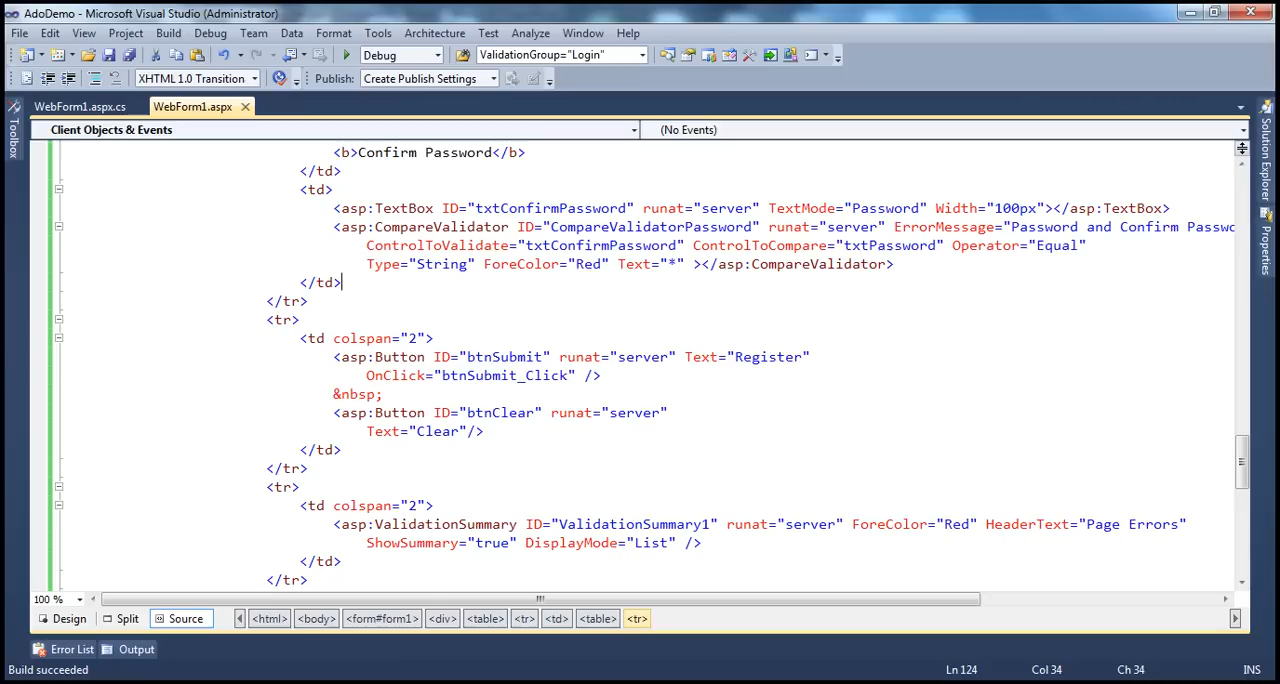 AdoDemo - Microsoft Visual Studio (Administrator)
File Edit View Project Build Debug Team Data Format Tools Architecture Test Analyze Window Help
Debug ValidationGroup="Login"
XHTML 1.0 Transition Publish: Create Publish Settings
WebForm1.aspx.cs WebForm1.aspx
Toolbox
Solution Explorer
Properties
Client Objects & Events (No Events)
<b>Confirm Password</b>
</td>
<td>
<asp:TextBox ID="txtConfirmPassword" runat="server" TextMode="Password" Width="100px"></asp:TextBox>
<asp:CompareValidator ID="CompareValidatorPassword" runat="server" ErrorMessage="Password and Confirm Passwo
ControlToValidate="txtConfirmPassword" ControlToCompare="txtPassword" Operator="Equal"
Type="String" ForeColor="Red" Text="*" ></asp:CompareValidator>
</td>
</tr>
<tr>
<td colspan="2">
<asp:Button ID="btnSubmit" runat="server" Text="Register"
OnClick="btnSubmit_Click" />
&nbsp;
<asp:Button ID="btnClear" runat="server"
Text="Clear"/>
</td>
</tr>
<tr>
<td colspan="2">
<asp:ValidationSummary ID="ValidationSummary1" runat="server" ForeColor="Red" HeaderText="Page Errors"
ShowSummary="true" DisplayMode="List" />
</td>
</tr>
100 %
Design Split Source <html> <body> <form#form1> <div> <table> <tr> <td> <table> <tr>
Error List Output
Build succeeded Ln 124 Col 34 Ch 34 INS